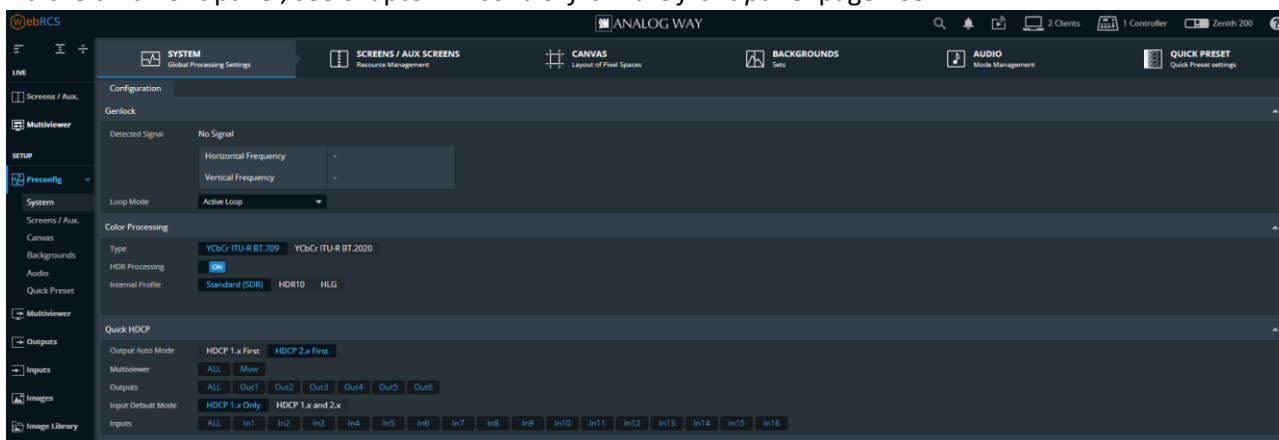 WebRCS
ANALOG WAY
2 Clients
1 Controller
Zenith 200
LIVE
Screens / Aux.
Multiviewer
SETUP
Preconfig
System
Screens / Aux.
Canvas
Backgrounds
Audio
Quick Preset
Multiviewer
Outputs
Inputs
Images
Image Library
SYSTEM
Global Processing Settings
SCREENS / AUX SCREENS
Resource Management
CANVAS
Layout of Pixel Spaces
BACKGROUNDS
Sets
AUDIO
Mode Management
QUICK PRESET
Quick Preset settings
Configuration
Genlock
Detected Signal No Signal
Horizontal Frequency -
Vertical Frequency -
Loop Mode Active Loop
Color Processing
Type YCbCr ITU-R BT.709 YCbCr ITU-R BT.2020
HDR Processing ON
Internal Profile Standard (SDR) HDR10 HLG
Quick HDCP
Output Auto Mode HDCP 1.x First HDCP 2.x First
Multiviewer ALL Mvw
Outputs ALL Out1 Out2 Out3 Out4 Out5 Out6
Input Default Mode HDCP 1.x Only HDCP 1.x and 2.x
Inputs ALL In1 In2 In3 In4 In5 In6 In7 In8 In9 In10 In11 In12 In13 In14 In15 In16